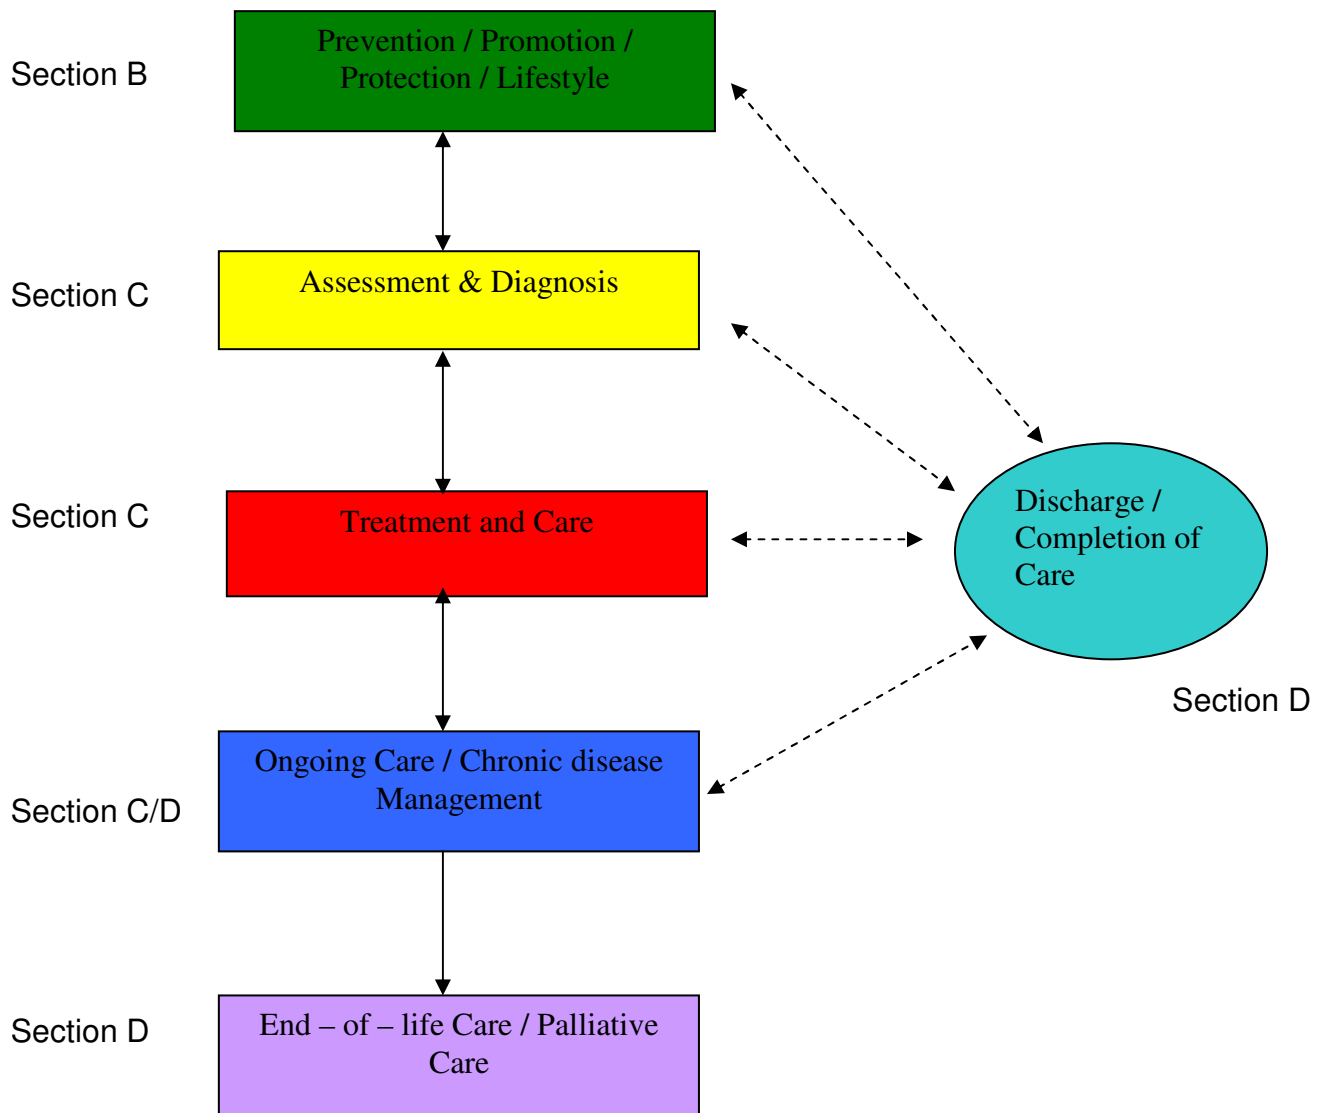 Prevention / Promotion /
Protection / Lifestyle
Section B
Assessment & Diagnosis
Section C
Section C
Treatment and Care
Discharge /
Completion of
Care
Section D
Ongoing Care / Chronic disease
Management
Section C/D
End – of – life Care / Palliative
Care
Section D